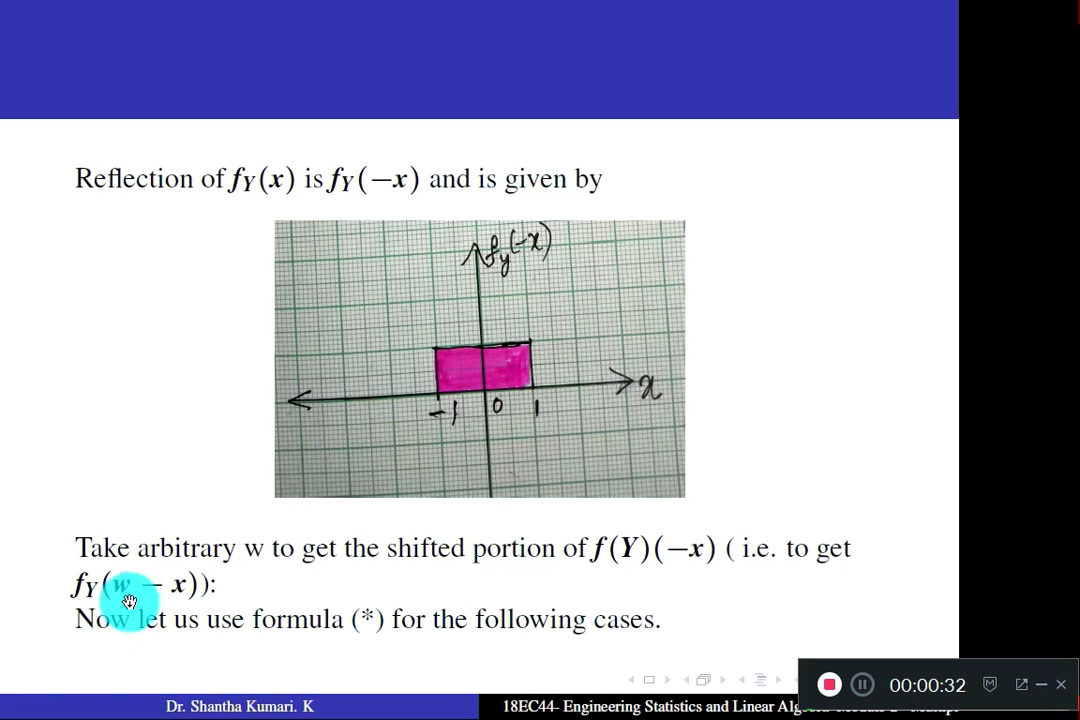 Reflection of fY(x) is fY(−x) and is given by
fy(-x)
x
-1 0 1
Take arbitrary w to get the shifted portion of f(Y)(−x) ( i.e. to get
fY(w − x)):
Now let us use formula (*) for the following cases.
00:00:32
Dr. Shantha Kumari. K
18EC44- Engineering Statistics and Linear